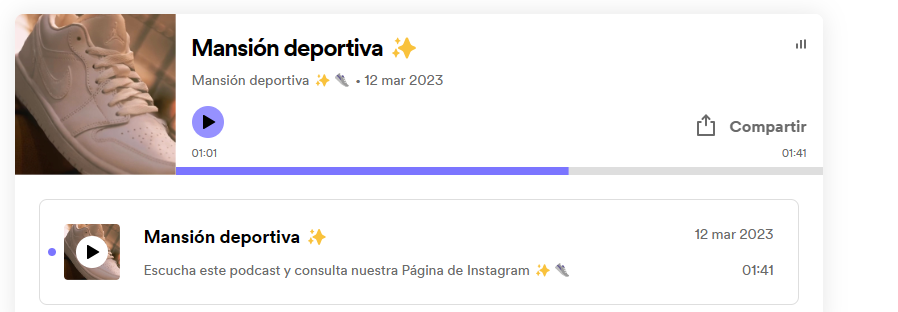 Mansión deportiva ✨
Mansión deportiva ✨ 👟 • 12 mar 2023
Compartir
01:01 01:41
Mansión deportiva ✨ 12 mar 2023
Escucha este podcast y consulta nuestra Página de Instagram ✨ 👟 01:41